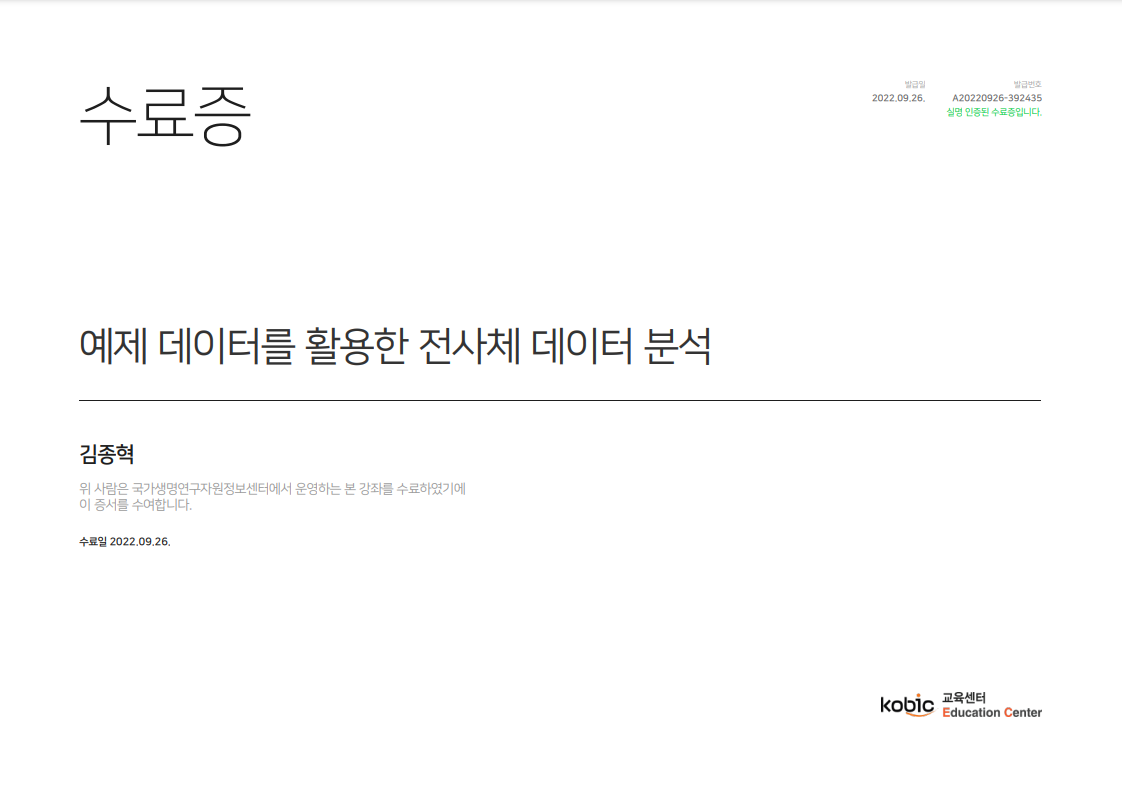 수료증
발급일
2022.09.26.
발급번호
A20220926-392435
실명 인증된 수료증입니다.
예제 데이터를 활용한 전사체 데이터 분석
김종혁
위 사람은 국가생명연구자원정보센터에서 운영하는 본 강좌를 수료하였기에
이 증서를 수여합니다.
수료일 2022.09.26.
kobic 교육센터
Education Center